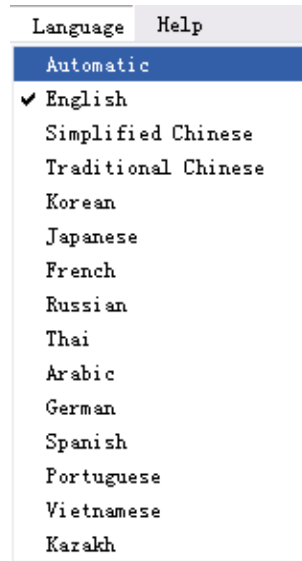 Language Help
Automatic
✔ English
Simplified Chinese
Traditional Chinese
Korean
Japanese
French
Russian
Thai
Arabic
German
Spanish
Portuguese
Vietnamese
Kazakh